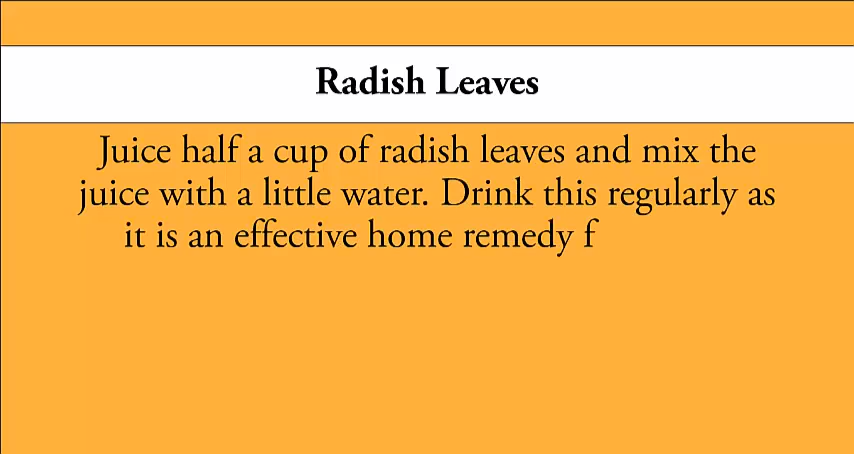 Radish Leaves
Juice half a cup of radish leaves and mix the
juice with a little water. Drink this regularly as
it is an effective home remedy f